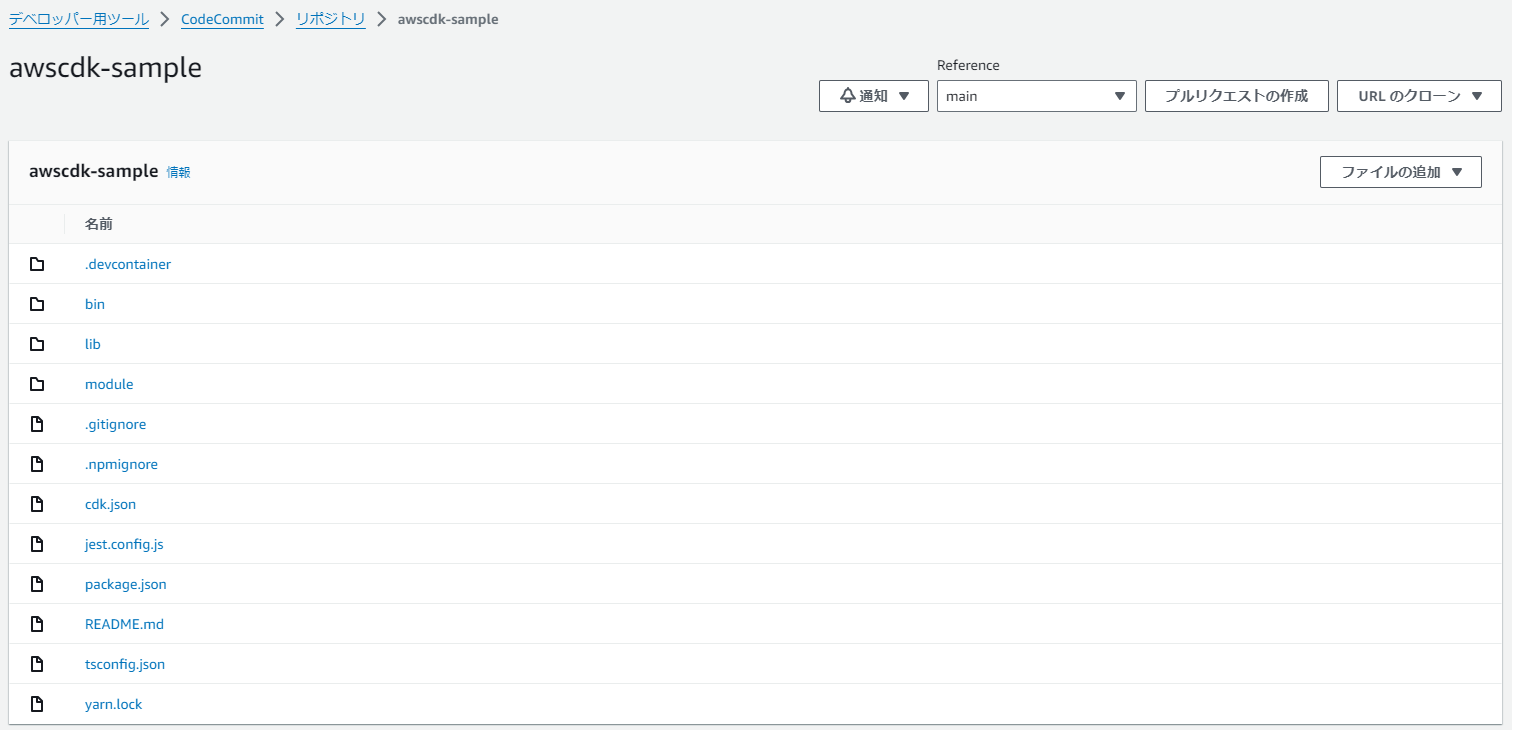 デベロッパー用ツール > CodeCommit > リポジトリ > awscdk-sample
awscdk-sample
Reference
通知 ▼ main ▼ プルリクエストの作成 URL のクローン ▼
awscdk-sample 情報
ファイルの追加 ▼
名前
.devcontainer
bin
lib
module
.gitignore
.npmignore
cdk.json
jest.config.js
package.json
README.md
tsconfig.json
yarn.lock